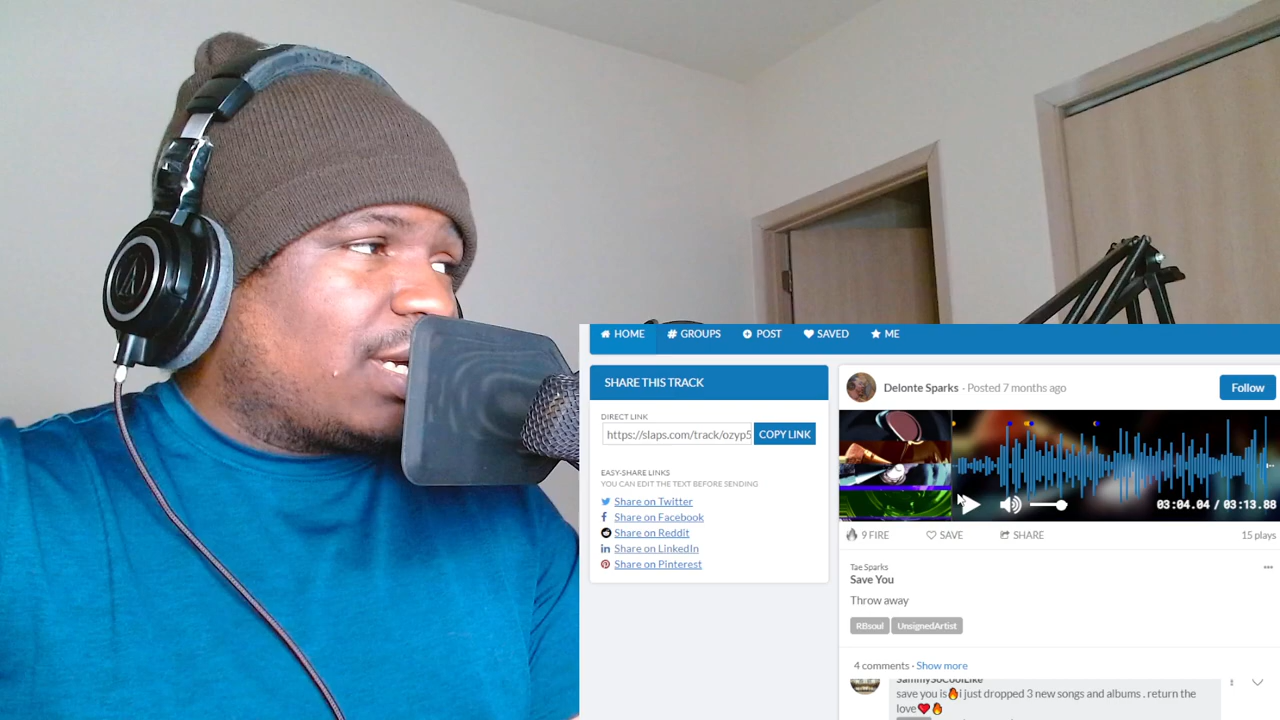 HOME GROUPS POST SAVED ME
SHARE THIS TRACK
DIRECT LINK
https://slaps.com/track/ozyp5 COPY LINK
EASY-SHARE LINKS
YOU CAN EDIT THE TEXT BEFORE SENDING
Share on Twitter
Share on Facebook
Share on Reddit
Share on LinkedIn
Share on Pinterest
Delonte Sparks · Posted 7 months ago Follow
03:04.04 / 03:13.88
9 FIRE SAVE SHARE 15 plays
Tae Sparks
Save You
Throw away
RBsoul UnsignedArtist
4 comments · Show more
SammySoCoolLike
save you is🔥i just dropped 3 new songs and albums . return the
love❤️🔥